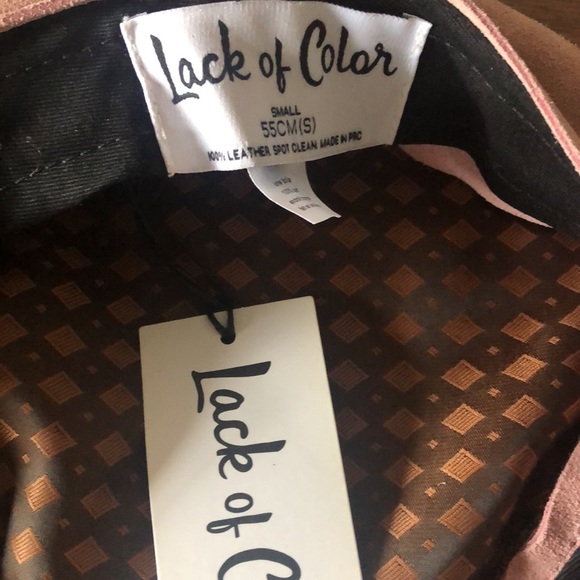 Lack of Color
SMALL
55CM(S)
100% LEATHER SPOT CLEAN MADE IN PRC
Lack of C